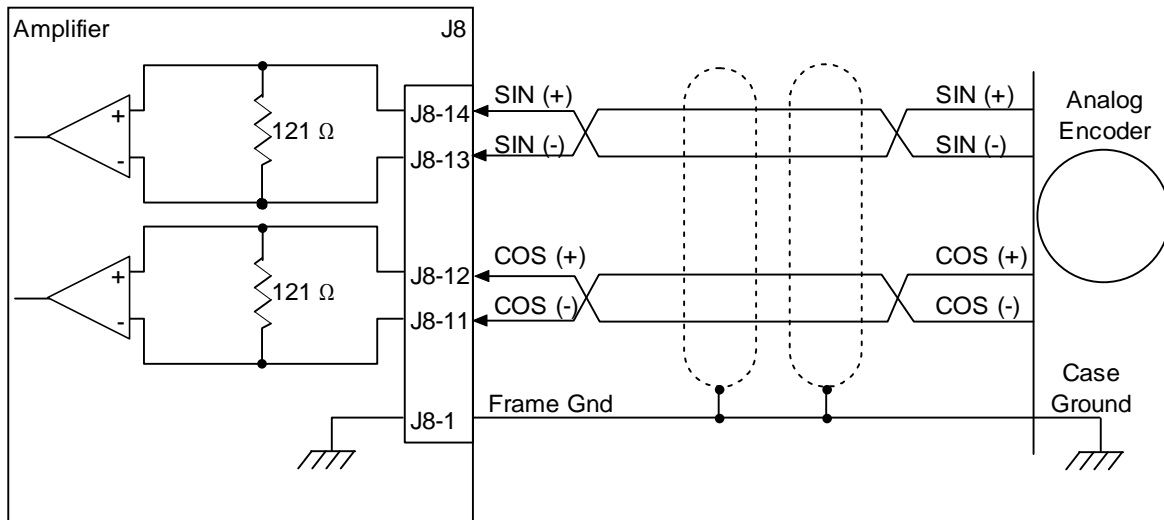 Amplifier
J8
+
-
121 Ω
J8-14
J8-13
SIN (+)
SIN (-)
SIN (+)
SIN (-)
Analog
Encoder
+
-
121 Ω
J8-12
J8-11
COS (+)
COS (-)
COS (+)
COS (-)
J8-1
Frame Gnd
Case
Ground